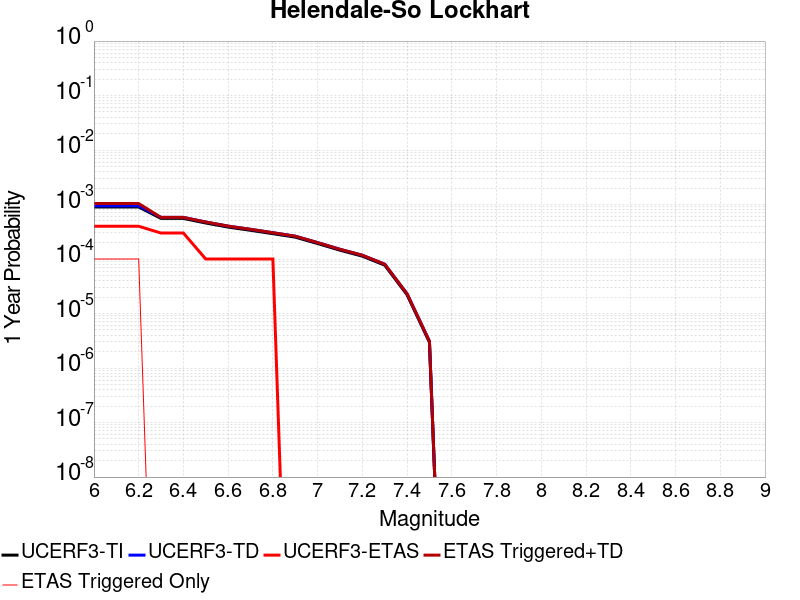 Helendale-So Lockhart
10^0
10^-1
10^-2
10^-3
10^-4
10^-5
10^-6
10^-7
10^-8
1 Year Probability
6 6.2 6.4 6.6 6.8 7 7.2 7.4 7.6 7.8 8 8.2 8.4 8.6 8.8 9
Magnitude
UCERF3-TI UCERF3-TD UCERF3-ETAS ETAS Triggered+TD
ETAS Triggered Only